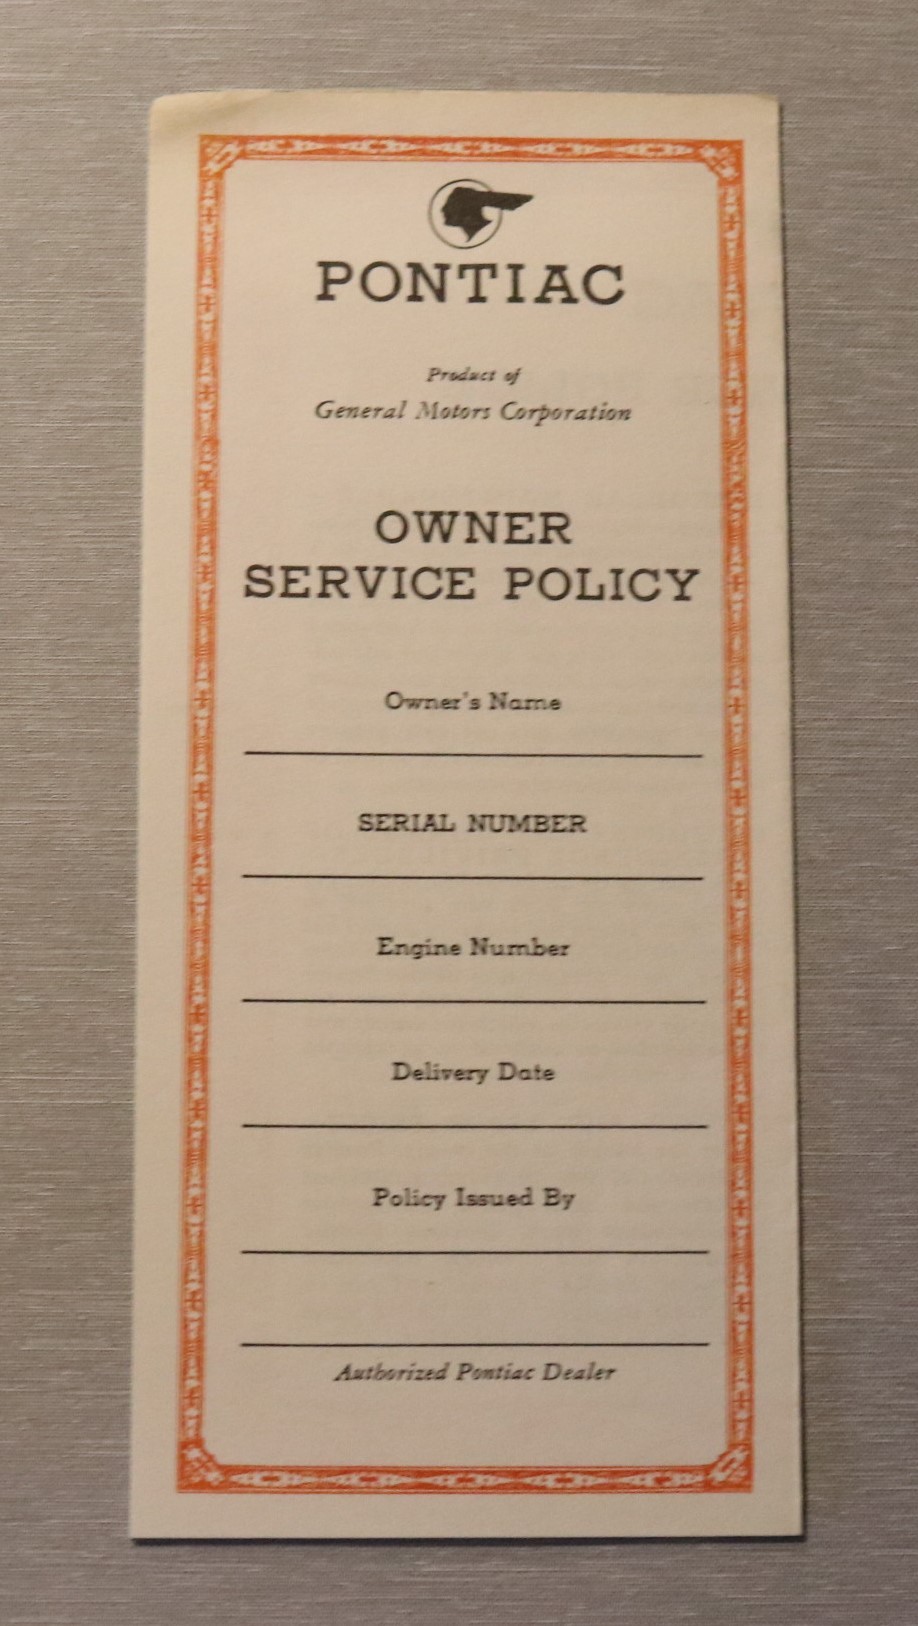 PONTIAC
Product of
General Motors Corporation
OWNER
SERVICE POLICY
Owner's Name
SERIAL NUMBER
Engine Number
Delivery Date
Policy Issued By
Authorized Pontiac Dealer